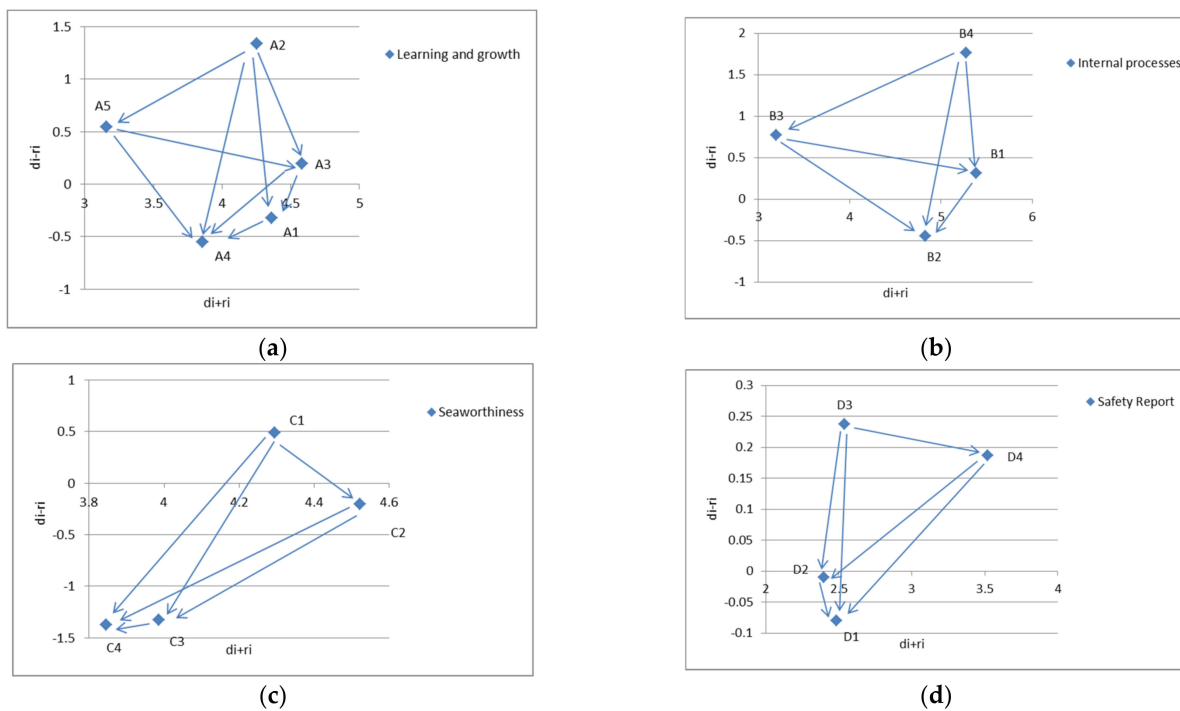 1.5
1
0.5
0
-0.5
-1
3
3.5
4
4.5
5
A2
A5
A3
A1
A4
di-ri
di+ri
Learning and growth
(a)
2
1.5
1
0.5
0
-0.5
-1
3
4
5
6
B4
B3
B1
B2
di-ri
di+ri
Internal processes
(b)
1
0.5
0
-0.5
-1
-1.5
3.8
4
4.2
4.4
4.6
C1
C2
C3
C4
di-ri
di+ri
Seaworthiness
(c)
0.3
0.25
0.2
0.15
0.1
0.05
0
-0.05
-0.1
2
2.5
3
3.5
4
D3
D4
D2
D1
di-ri
di+ri
Safety Report
(d)